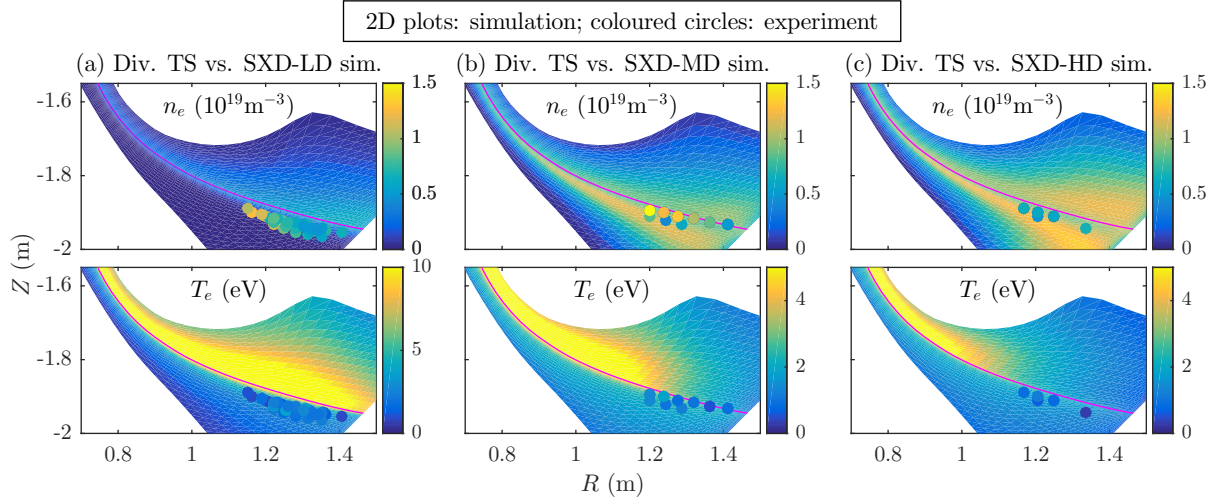 2D plots: simulation; coloured circles: experiment
(a) Div. TS vs. SXD-LD sim.
(b) Div. TS vs. SXD-MD sim.
(c) Div. TS vs. SXD-HD sim.
-1.6
-1.8
-2
nₑ (10¹⁹m⁻³)
1.5
1
0.5
0
nₑ (10¹⁹m⁻³)
1.5
1
0.5
0
nₑ (10¹⁹m⁻³)
1.5
1
0.5
0
Z (m)
-1.6
-1.8
-2
Tₑ (eV)
10
5
0
Tₑ (eV)
4
2
0
Tₑ (eV)
4
2
0
0.8 1 1.2 1.4
0.8 1 1.2 1.4
0.8 1 1.2 1.4
R (m)